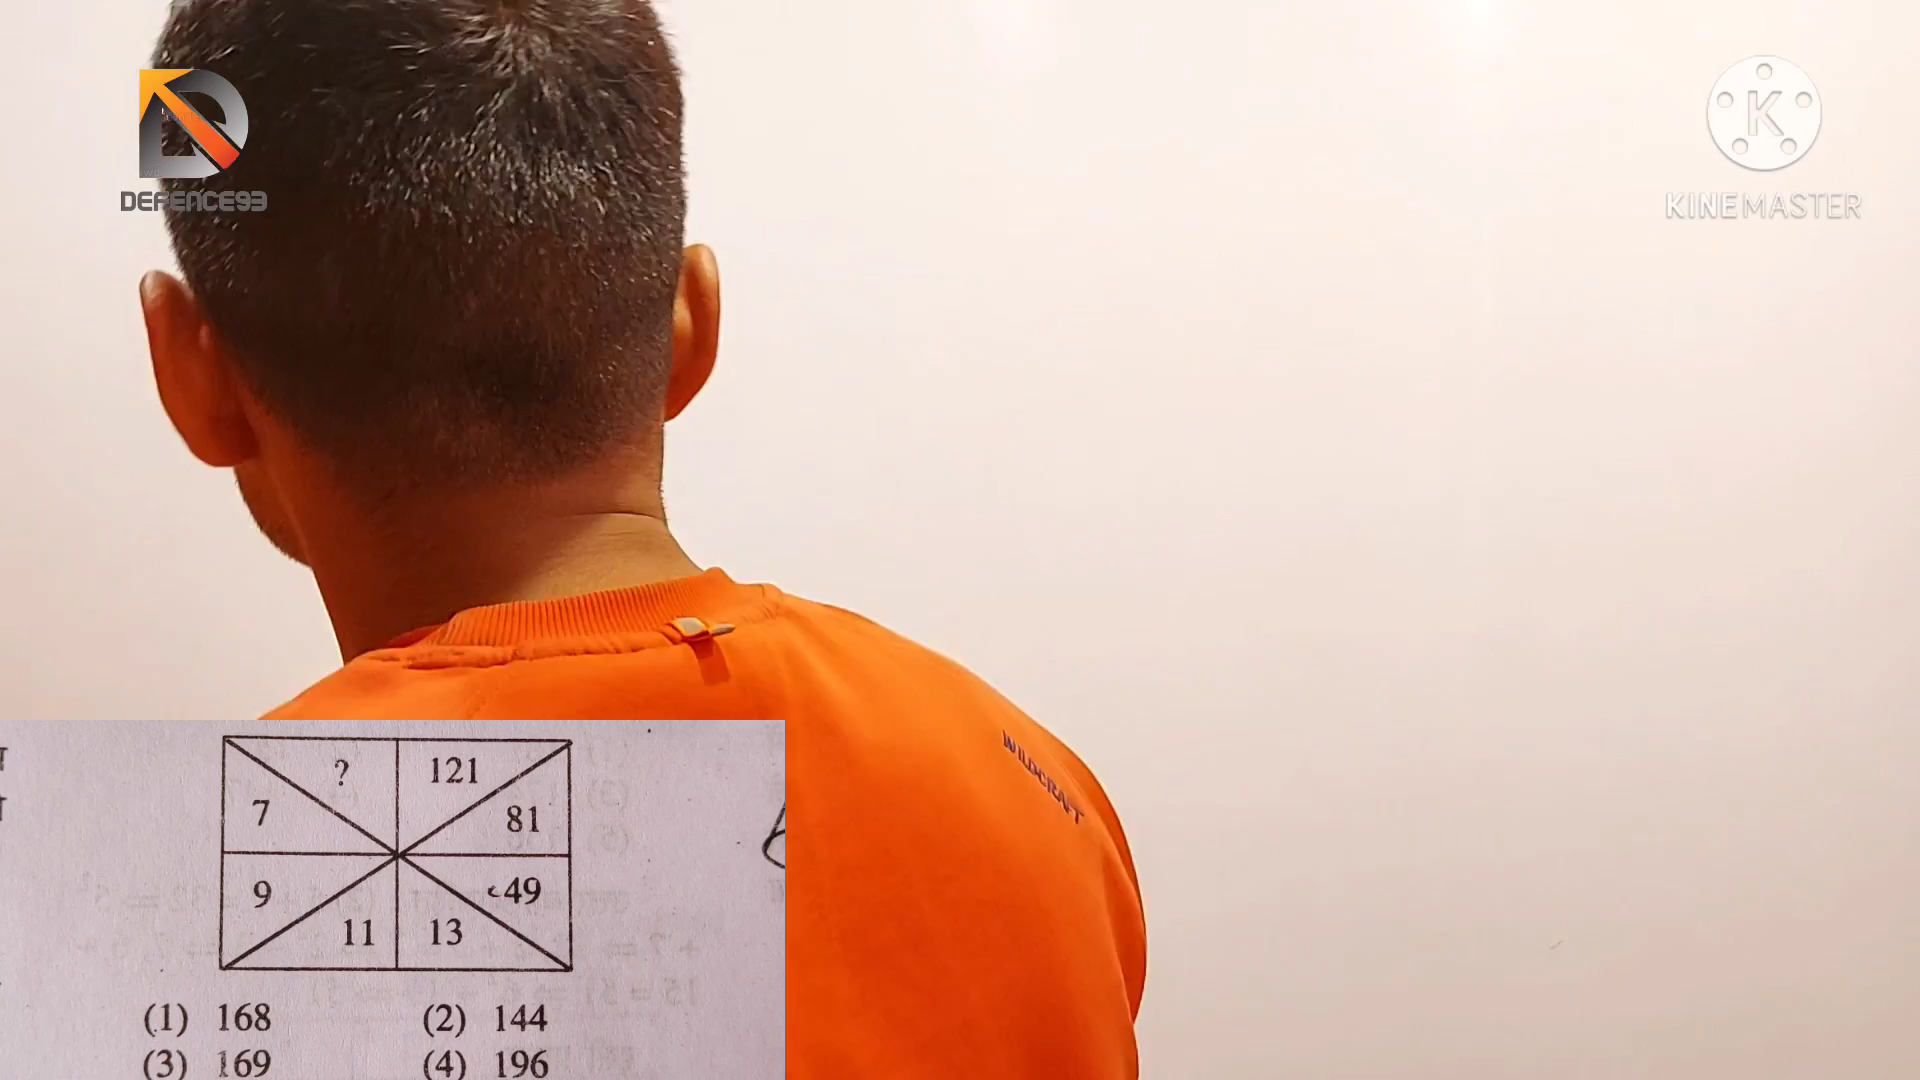 DEFENCE93
K
KINEMASTER
WILDCRAFT
? 121
7 81
9 49
11 13
(1) 168 (2) 144
(3) 169 (4) 196